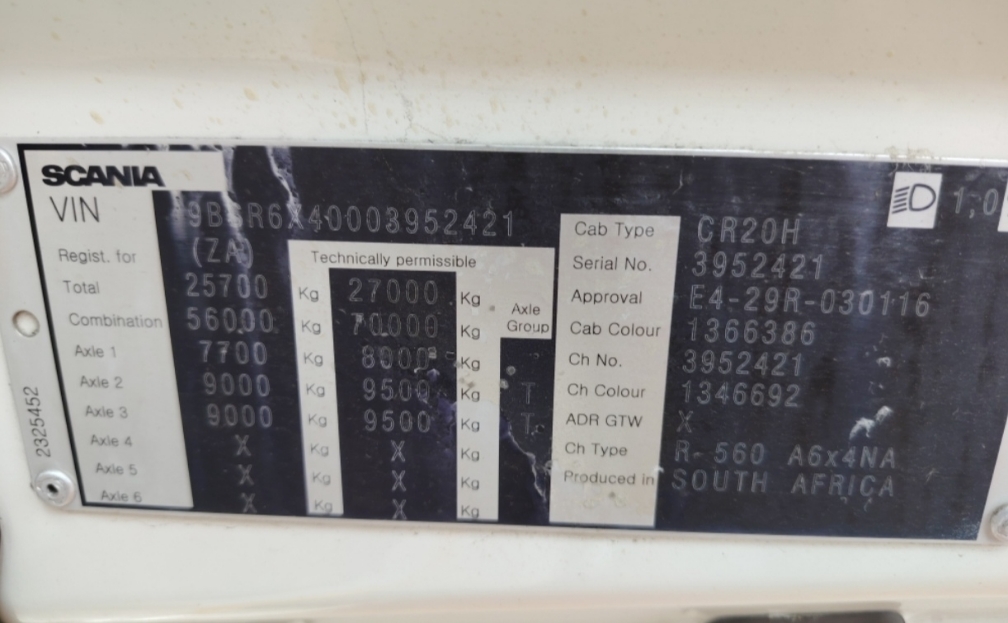 SCANIA
1,0
VIN 9BSR6X40003952421
Regist. for (ZA)
Technically permissible
Total 25700 Kg 27000 Kg
Combination 56000 Kg 70000 Kg
Axle Group
Axle 1 7700 Kg 8000 Kg
Axle 2 9000 Kg 9500 Kg T
Axle 3 9000 Kg 9500 Kg T
Axle 4 X Kg X Kg
Axle 5 X Kg X Kg
Axle 6 X Kg X Kg
Cab Type CR20H
Serial No. 3952421
Approval E4-29R-030116
Cab Colour 1366386
Ch No. 3952421
Ch Colour 1346692
ADR GTW X
Ch Type R- 560 A6x4NA
Produced in SOUTH AFRICA
2325452